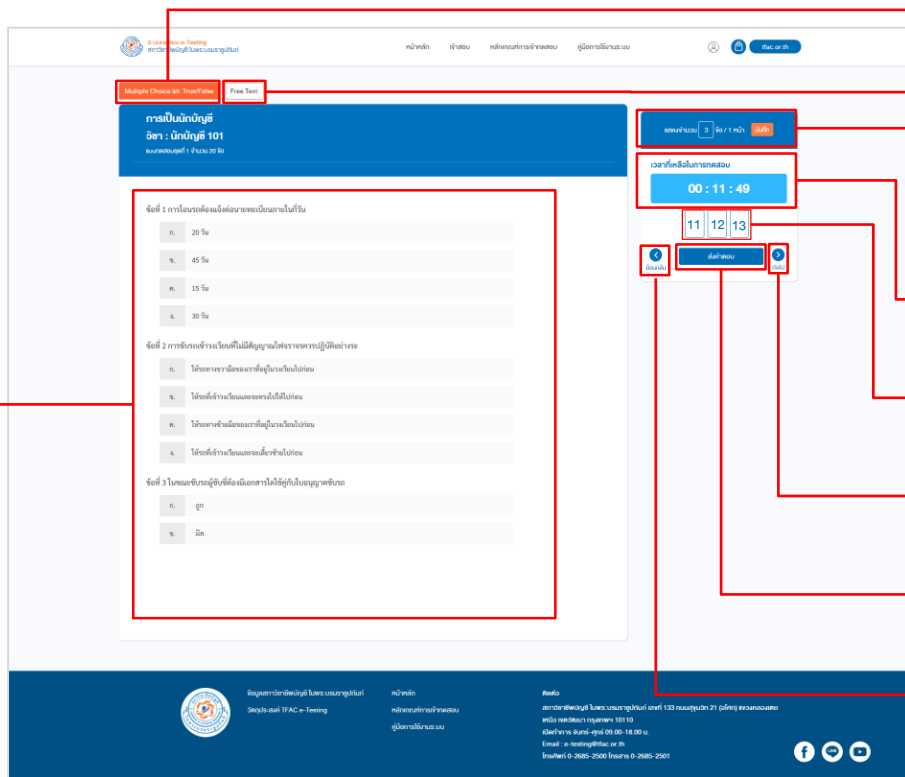 ระบบทดสอบ e-Testing
สภาวิชาชีพบัญชี ในพระบรมราชูปถัมภ์
หน้าหลัก เข้าสอบ หลักเกณฑ์การเข้าทดสอบ คู่มือการใช้งานระบบ
tfac.or.th
Multiple Choice และ True/False
Free Text
การเป็นนักบัญชี
วิชา : นักบัญชี 101
แบบทดสอบชุดที่ 1 จำนวน 20 ข้อ
แสดงจำนวน 3 ข้อ / 1 หน้า บันทึก
เวลาที่เหลือในการทดสอบ
00 : 11 : 49
11 12 13
ย้อนกลับ
ส่งคำตอบ
ถัดไป
ข้อที่ 1 การโอนรถต้องแจ้งต่อนายทะเบียนภายในกี่วัน
ก. 20 วัน
ข. 45 วัน
ค. 15 วัน
ง. 30 วัน
ข้อที่ 2 การขับรถเข้าวงเวียนที่ไม่มีสัญญาณไฟจราจรควรปฏิบัติอย่างระ
ก. ให้รถทางขวามือของเราที่อยู่ในวงเวียนไปก่อน
ข. ให้รถที่เข้าวงเวียนและจะตรงไปให้ไปก่อน
ค. ให้รถทางซ้ายมือของเราที่อยู่ในวงเวียนไปก่อน
ง. ให้รถที่เข้าวงเวียนและจะเลี้ยวซ้ายไปก่อน
ข้อที่ 3 ในขณะขับรถผู้ขับขี่ต้องมีเอกสารใดใช้คู่กับใบอนุญาตขับรถ
ก. ถูก
ข. ผิด
ข้อมูลสภาวิชาชีพบัญชี ในพระบรมราชูปถัมภ์
วัตถุประสงค์ TFAC e-Testing
หน้าหลัก
หลักเกณฑ์การเข้าทดสอบ
คู่มือการใช้งานระบบ
ติดต่อ
สภาวิชาชีพบัญชี ในพระบรมราชูปถัมภ์ เลขที่ 133 ถนนสุขุมวิท 21 (อโศก) แขวงคลองเตย
เหนือ เขตวัฒนา กรุงเทพฯ 10110
เปิดทำการ จันทร์-ศุกร์ 09.00-18.00 น.
Email : e-testing@tfac.or.th
โทรศัพท์ 0-2685-2500 โทรสาร 0-2685-2501